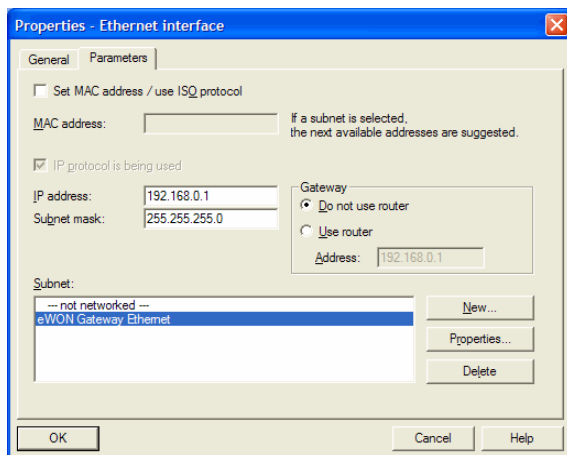 Properties - Ethernet interface
General
Parameters
Set MAC address / use ISO protocol
MAC address:
If a subnet is selected,
the next available addresses are suggested.
IP protocol is being used
IP address:
192.168.0.1
Subnet mask:
255.255.255.0
Gateway
Do not use router
Use router
Address:
192.168.0.1
Subnet:
--- not networked ---
eWON Gateway Ethernet
New...
Properties...
Delete
OK
Cancel
Help